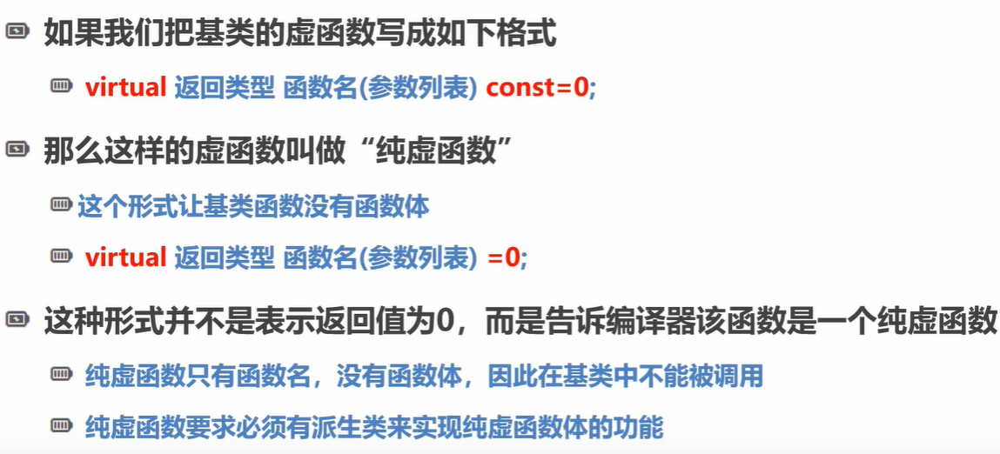 如果我们把基类的虚函数写成如下格式
virtual 返回类型 函数名(参数列表) const=0;
那么这样的虚函数叫做“纯虚函数”
这个形式让基类函数没有函数体
virtual 返回类型 函数名(参数列表) =0;
这种形式并不是表示返回值为0，而是告诉编译器该函数是一个纯虚函数
纯虚函数只有函数名，没有函数体，因此在基类中不能被调用
纯虚函数要求必须有派生类来实现纯虚函数体的功能